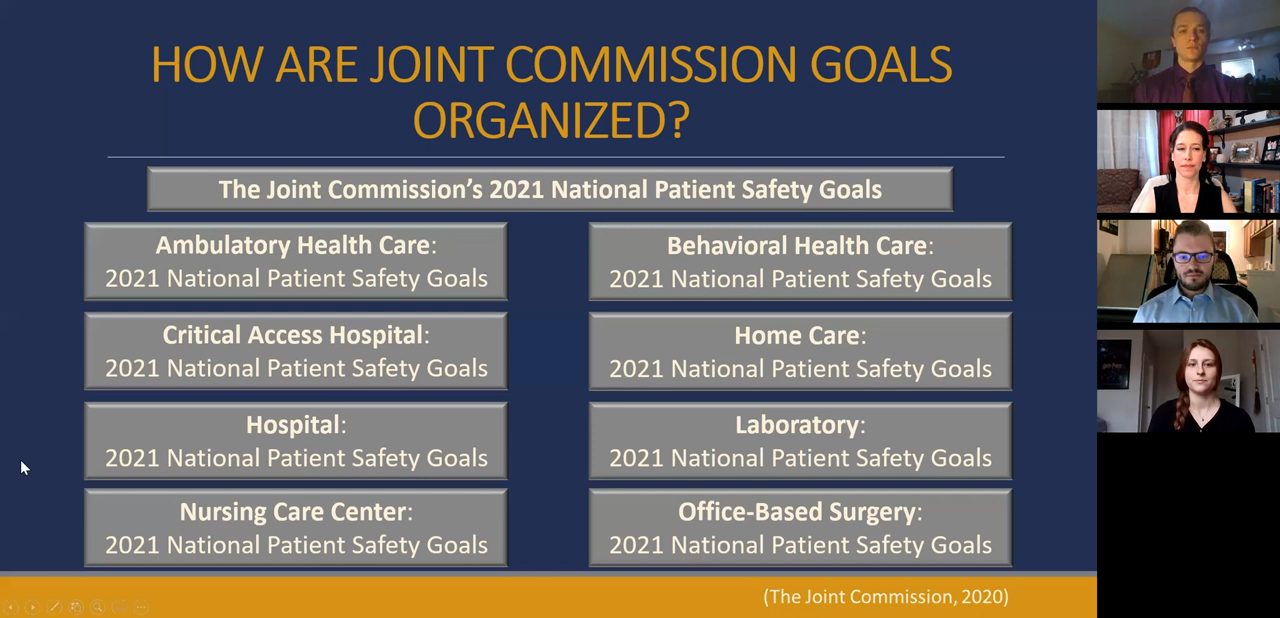 HOW ARE JOINT COMMISSION GOALS
ORGANIZED?
The Joint Commission’s 2021 National Patient Safety Goals
Ambulatory Health Care:
2021 National Patient Safety Goals
Behavioral Health Care:
2021 National Patient Safety Goals
Critical Access Hospital:
2021 National Patient Safety Goals
Home Care:
2021 National Patient Safety Goals
Hospital:
2021 National Patient Safety Goals
Laboratory:
2021 National Patient Safety Goals
Nursing Care Center:
2021 National Patient Safety Goals
Office-Based Surgery:
2021 National Patient Safety Goals
(The Joint Commission, 2020)